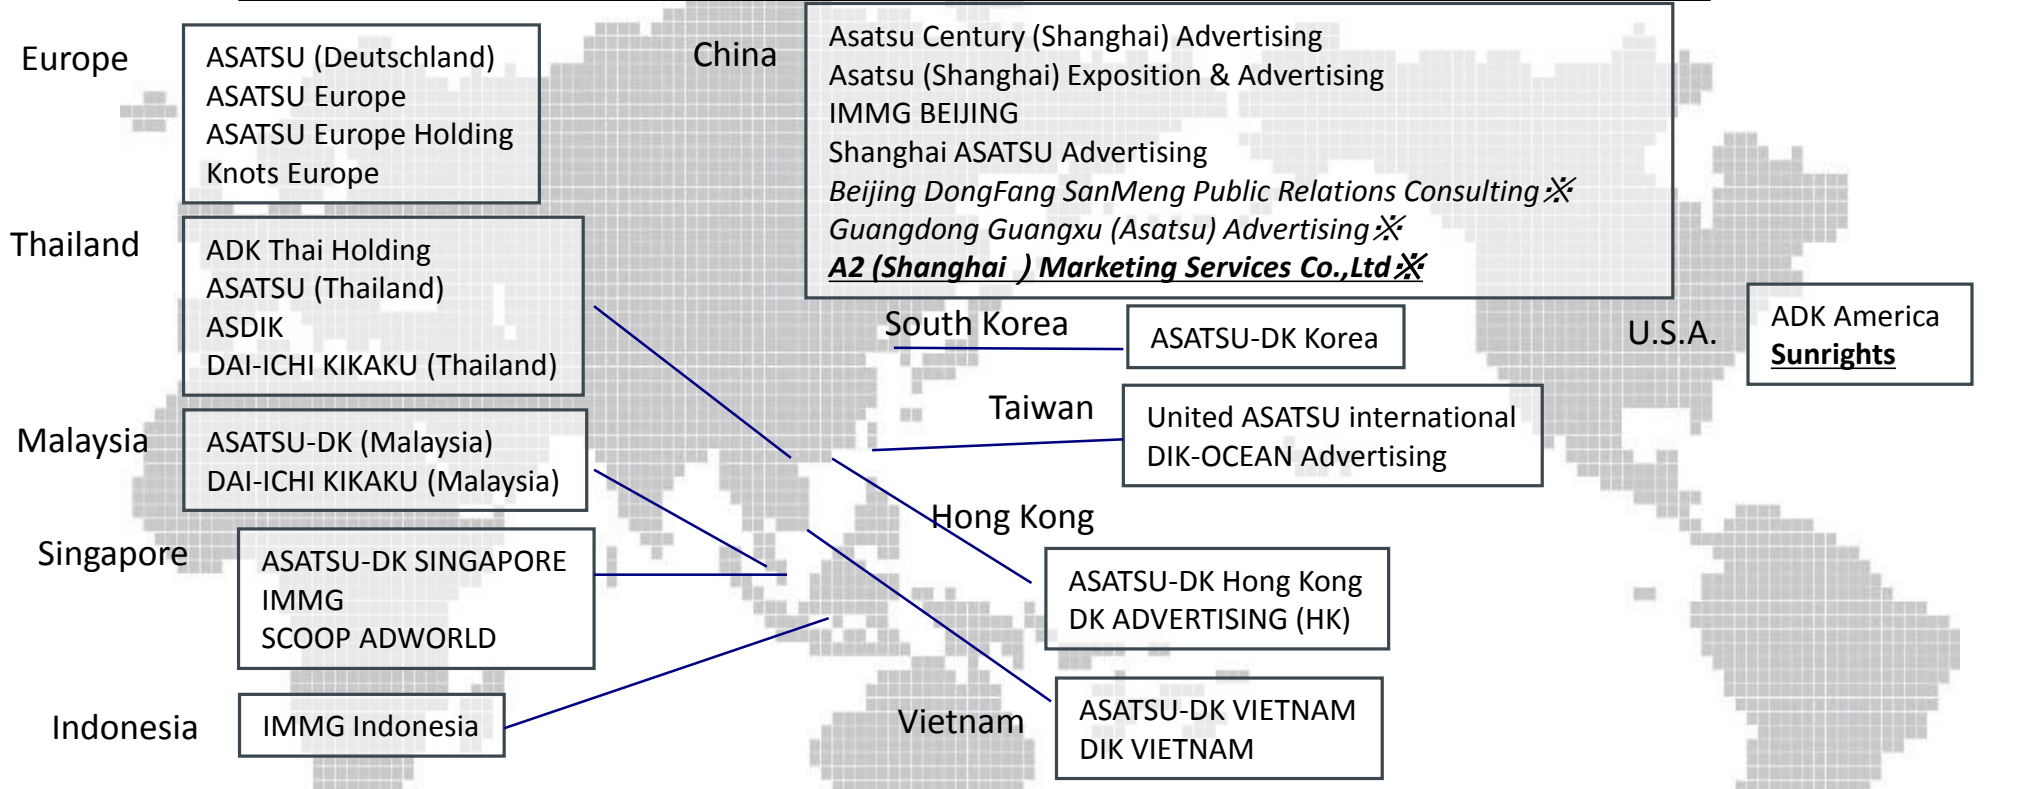 Europe
ASATSU (Deutschland)
ASATSU Europe
ASATSU Europe Holding
Knots Europe
China
Asatsu Century (Shanghai) Advertising
Asatsu (Shanghai) Exposition & Advertising
IMMG BEIJING
Shanghai ASATSU Advertising
Beijing DongFang SanMeng Public Relations Consulting※
Guangdong Guangxu (Asatsu) Advertising※
A2 (Shanghai ) Marketing Services Co.,Ltd※
Thailand
ADK Thai Holding
ASATSU (Thailand)
ASDIK
DAI-ICHI KIKAKU (Thailand)
South Korea
ASATSU-DK Korea
U.S.A.
ADK America
Sunrights
Malaysia
ASATSU-DK (Malaysia)
DAI-ICHI KIKAKU (Malaysia)
Taiwan
United ASATSU international
DIK-OCEAN Advertising
Singapore
ASATSU-DK SINGAPORE
IMMG
SCOOP ADWORLD
Hong Kong
ASATSU-DK Hong Kong
DK ADVERTISING (HK)
Indonesia
IMMG Indonesia
Vietnam
ASATSU-DK VIETNAM
DIK VIETNAM